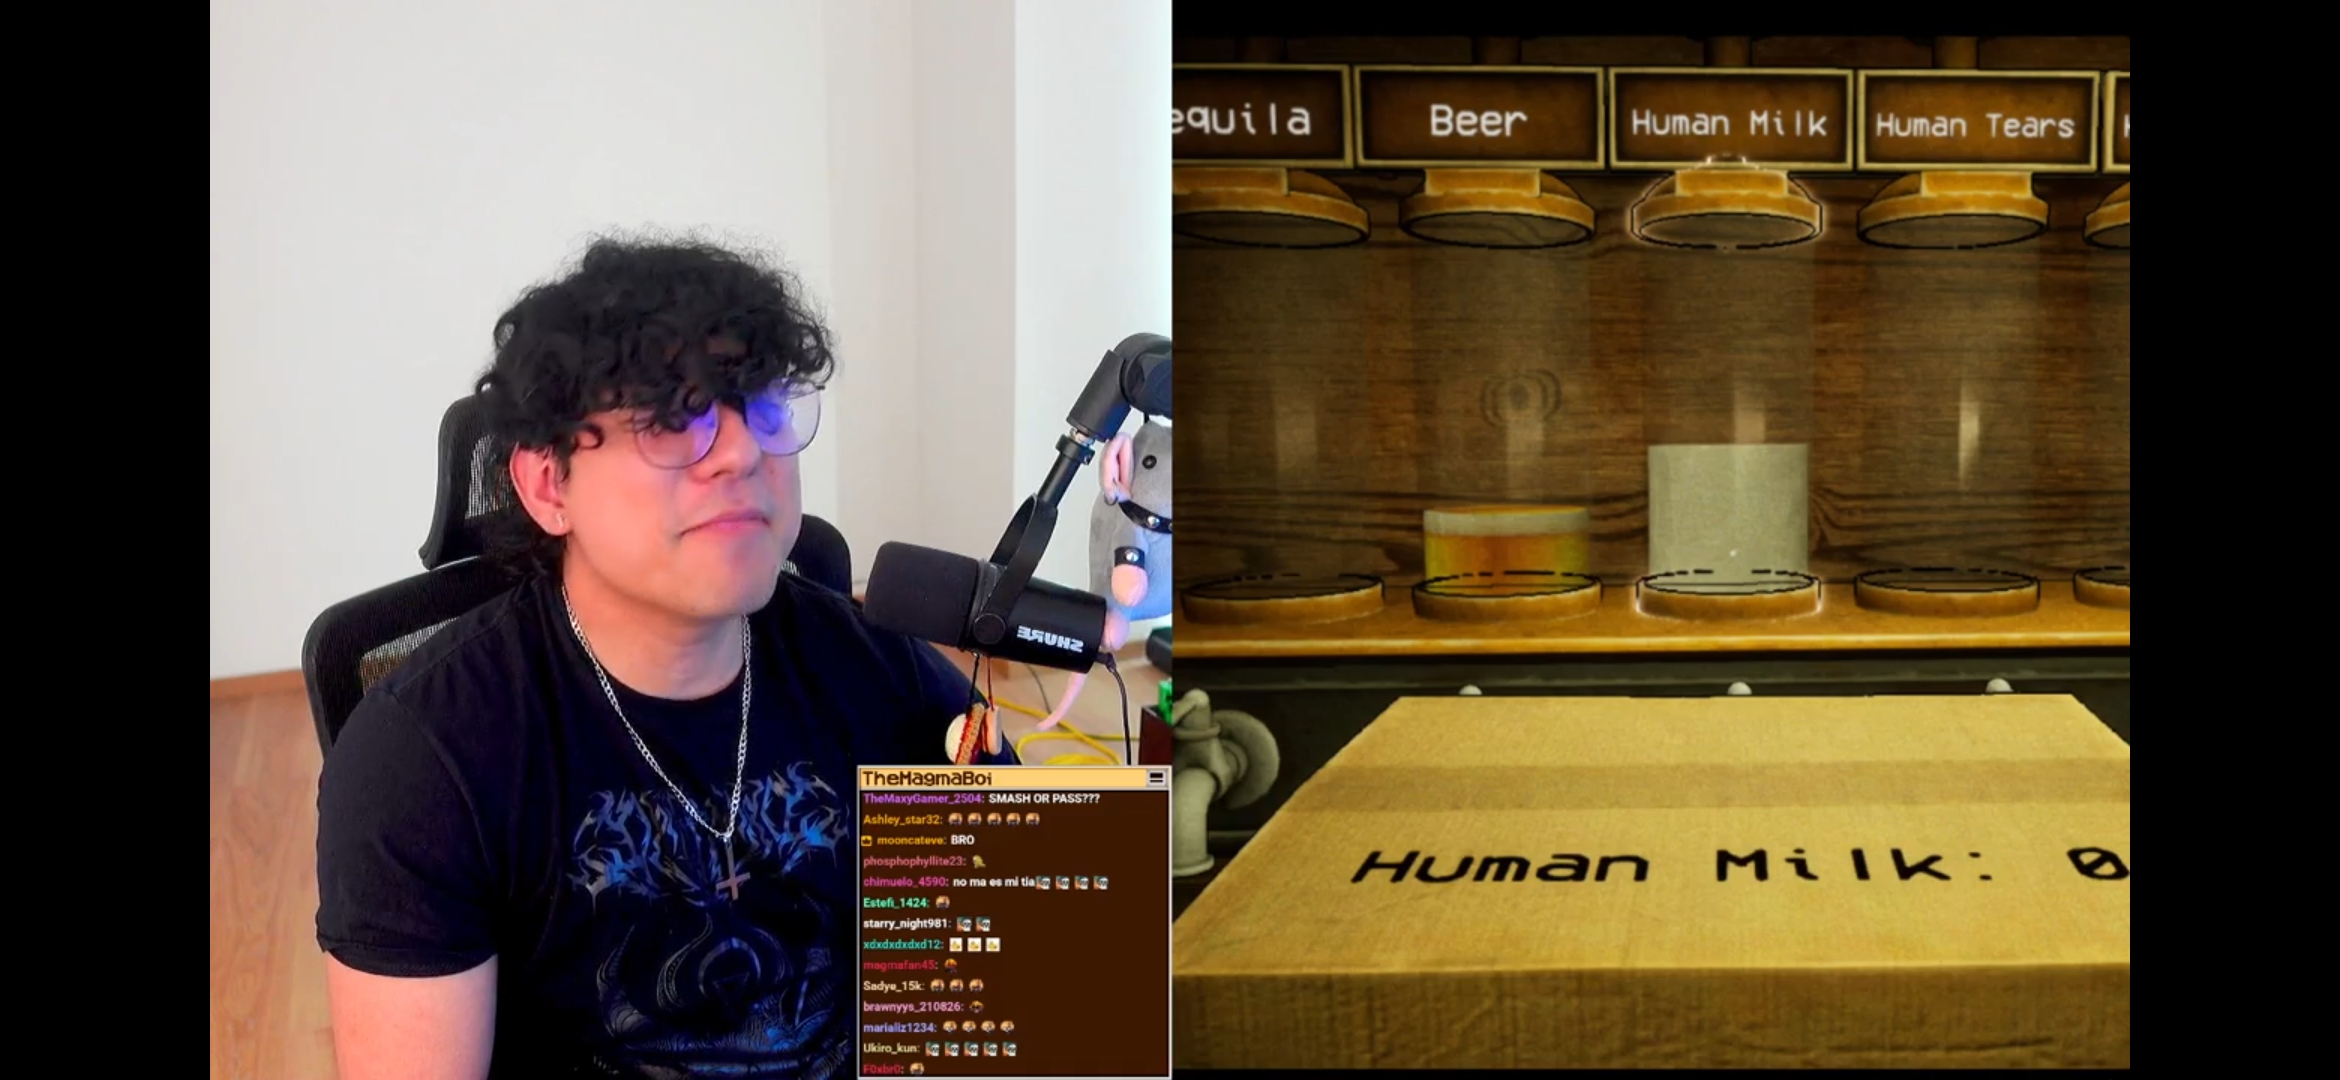 equila
Beer
Human Milk
Human Tears
SHURE
TheMagmaBoi
TheMaxyGamer_2504: SMASH OR PASS???
Ashley_star32:
mooncateve: BRO
phosphophyllite23:
chimuelo_4590: no ma es mi tia
Estefi_1424:
starry_night981:
xdxdxdxdxd12:
magmafan45:
Sadye_15k:
brawnyys_210826:
marializ1234:
Ukiro_kun:
F0xbr0:
Human Milk: 0